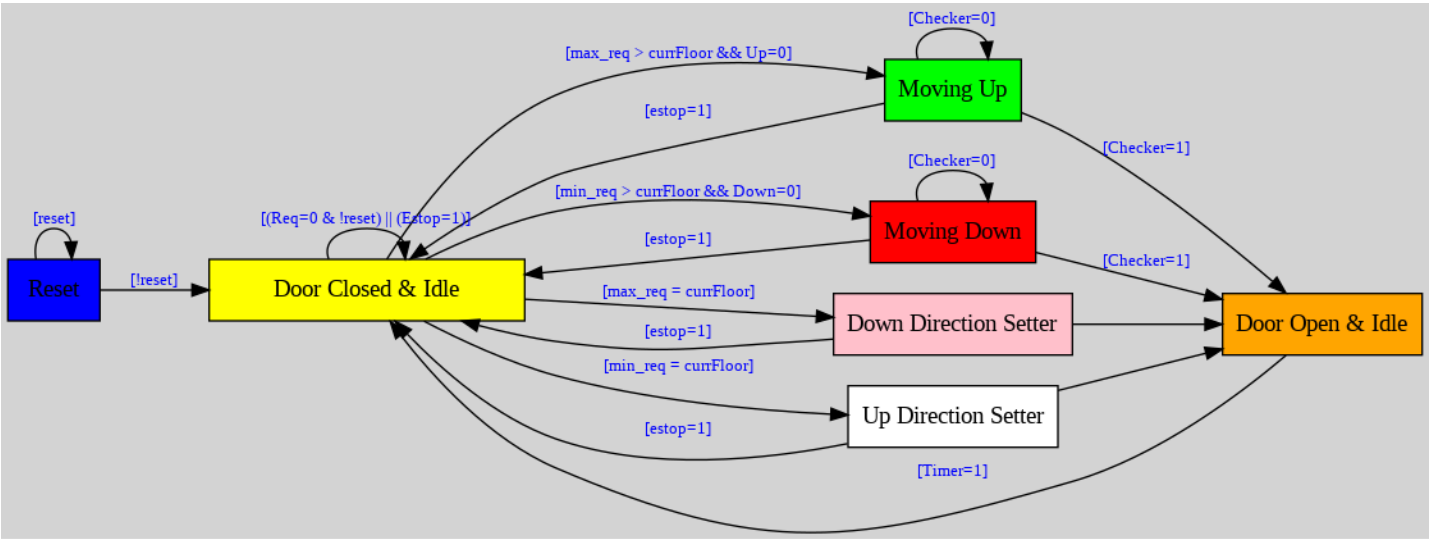 [Checker=0]
[max_req > currFloor && Up=0]
Moving Up
[estop=1]
[Checker=1]
[Checker=0]
[min_req > currFloor && Down=0]
[reset]
[(Req=0 & !reset) || (Estop=1)]
Moving Down
[estop=1]
[Checker=1]
[!reset]
Reset
Door Closed & Idle
[max_req = currFloor]
Down Direction Setter
Door Open & Idle
[estop=1]
[min_req = currFloor]
Up Direction Setter
[estop=1]
[Timer=1]